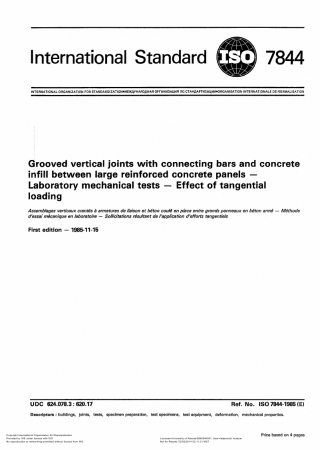 International Standard ISO 7844
INTERNATIONAL ORGANIZATION FOR STANDARDIZATION•МЕЖДУНАРОДНАЯ ОРГАНИЗАЦИЯ ПО СТАНДАРТИЗАЦИИ•ORGANISATION INTERNATIONALE DE NORMALISATION
Grooved vertical joints with connecting bars and concrete
infill between large reinforced concrete panels —
Laboratory mechanical tests — Effect of tangential
loading
Assemblages verticaux crantés à armatures de liaison et béton coulé en place entre grands panneaux en béton armé — Méthode
d'essai mécanique en laboratoire — Sollicitations résultant de l'application d'efforts tangentiels
First edition — 1985-11-15
UDC 624.078.3 : 620.17 Ref. No. ISO 7844-1985 (E)
Descriptors : buildings, joints, tests, specimen preparation, test specimens, test equipment, deformation, mechanical properties.
Price based on 4 pages